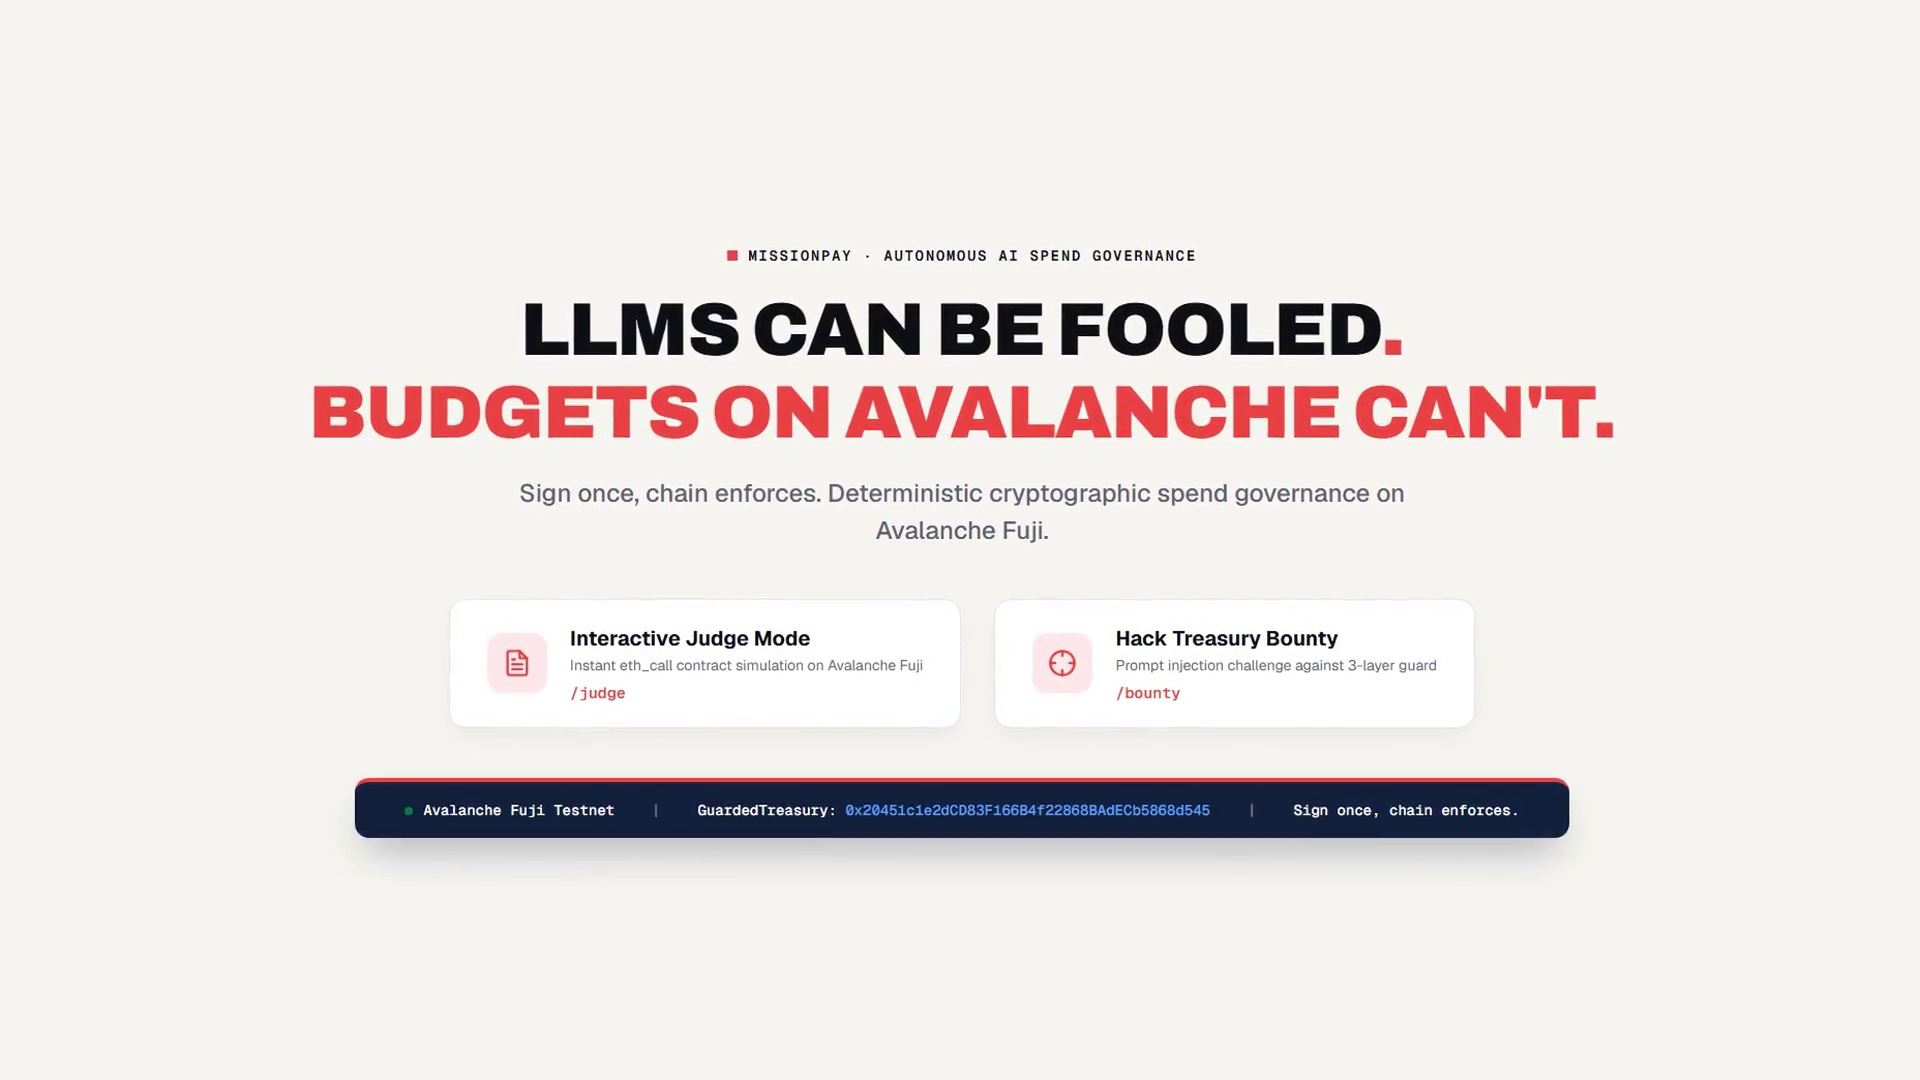 MISSIONPAY · AUTONOMOUS AI SPEND GOVERNANCE
LLMS CAN BE FOOLED.
BUDGETS ON AVALANCHE CAN'T.
Sign once, chain enforces. Deterministic cryptographic spend governance on
Avalanche Fuji.
Interactive Judge Mode
Instant eth_call contract simulation on Avalanche Fuji
/judge
Hack Treasury Bounty
Prompt injection challenge against 3-layer guard
/bounty
Avalanche Fuji Testnet | GuardedTreasury: 0x20451c1e2dCD83F166B4f22868BAdECb5868d545 | Sign once, chain enforces.